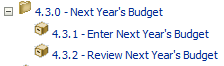 4.3.0 - Next Year's Budget
4.3.1 - Enter Next Year's Budget
4.3.2 - Review Next Year's Budget